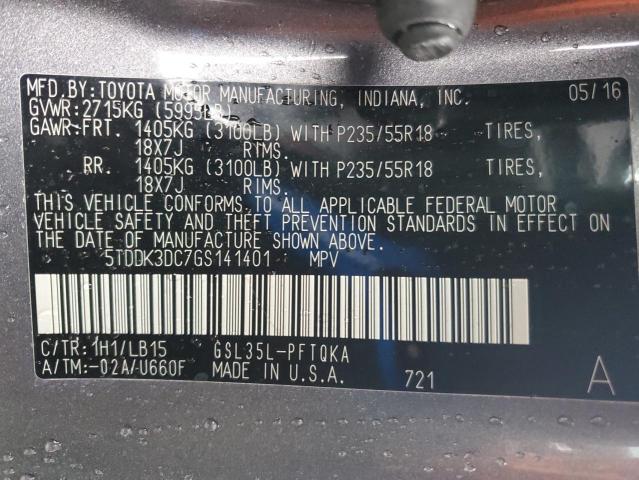 MFD.BY:TOYOTA MOTOR MANUFACTURING, INDIANA, INC. 05/16
GVWR:2715KG (5995LB)
GAWR-FRT. 1405KG (3100LB) WITH P235/55R18 TIRES,
18X7J RIMS.
RR. 1405KG (3100LB) WITH P235/55R18 TIRES,
18X7J RIMS.
THIS VEHICLE CONFORMS TO ALL APPLICABLE FEDERAL MOTOR
VEHICLE SAFETY AND THEFT PREVENTION STANDARDS IN EFFECT ON
THE DATE OF MANUFACTURE SHOWN ABOVE.
5TDDK3DC7GS141401 MPV
C/TR:1H1/LB15 GSL35L-PFTQKA
A/TM:-02A/U660F MADE IN U.S.A. 721 A